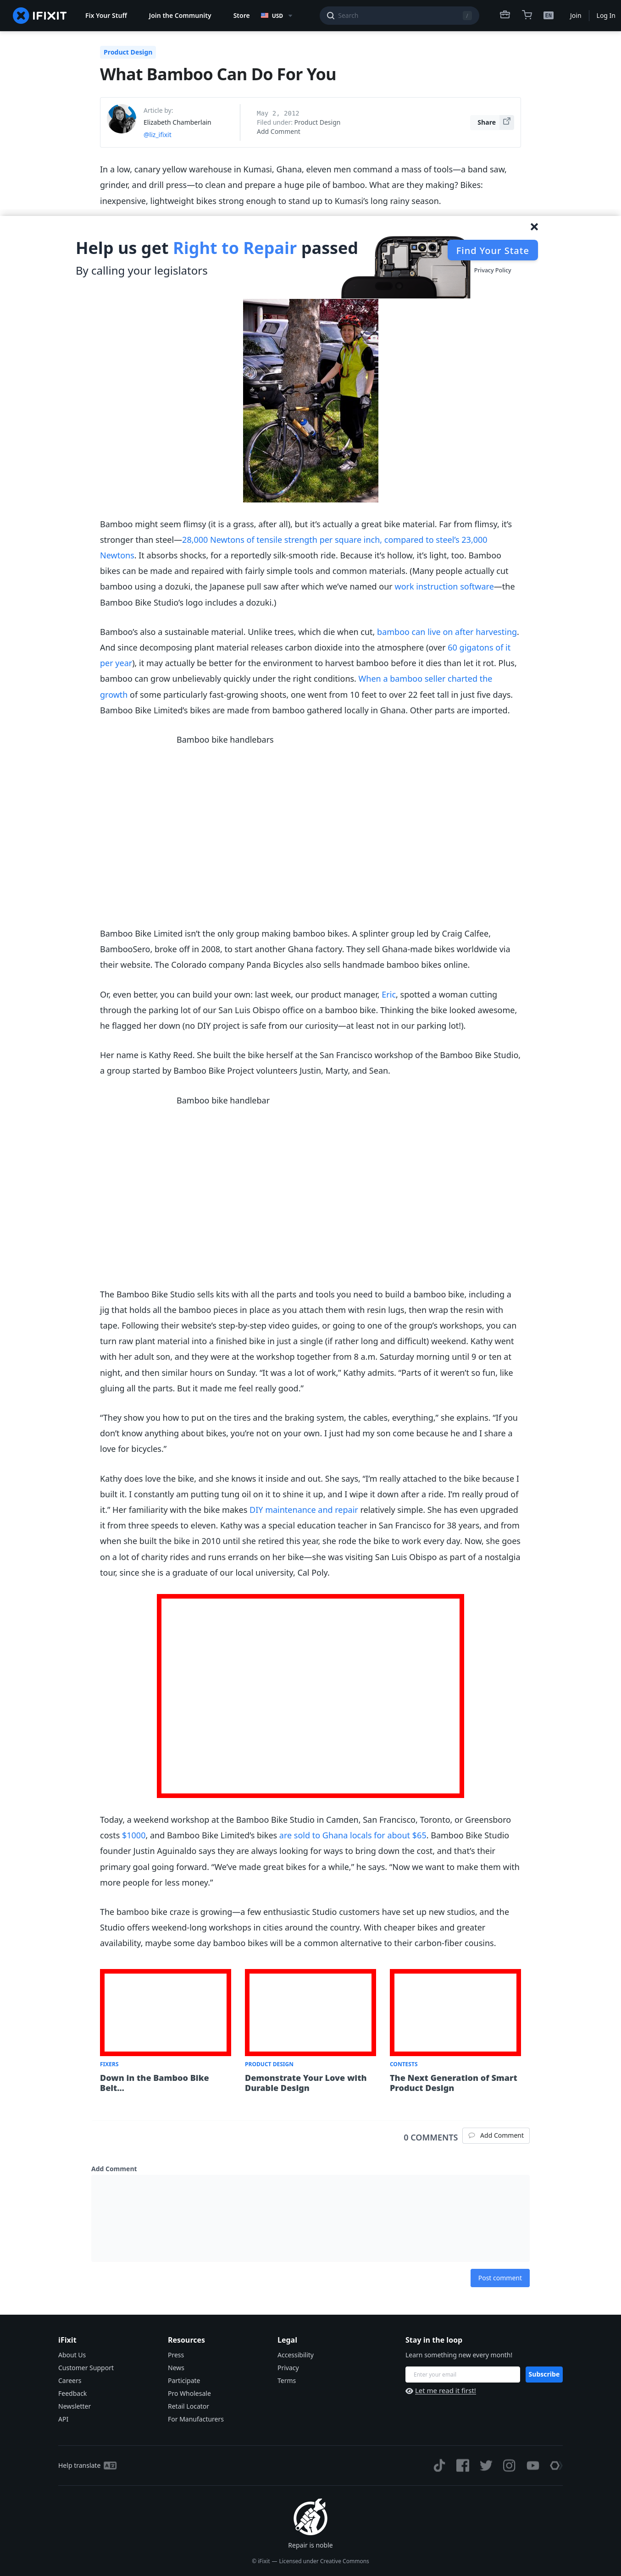 IFIXIT
Fix Your Stuff
Join the Community
Store
USD
Search
/
EN
Join
Log In
Product Design
What Bamboo Can Do For You
Article by:
Elizabeth Chamberlain
@liz_ifixit
May 2, 2012
Filed under: Product Design
Add Comment
Share
In a low, canary yellow warehouse in Kumasi, Ghana, eleven men command a mass of tools—a band saw,
grinder, and drill press—to clean and prepare a huge pile of bamboo. What are they making? Bikes:
inexpensive, lightweight bikes strong enough to stand up to Kumasi’s long rainy season.
Help us get Right to Repair passed
By calling your legislators
Find Your State
Privacy Policy
Bamboo might seem flimsy (it is a grass, after all), but it’s actually a great bike material. Far from flimsy, it’s
stronger than steel—28,000 Newtons of tensile strength per square inch, compared to steel’s 23,000
Newtons. It absorbs shocks, for a reportedly silk-smooth ride. Because it’s hollow, it’s light, too. Bamboo
bikes can be made and repaired with fairly simple tools and common materials. (Many people actually cut
bamboo using a dozuki, the Japanese pull saw after which we’ve named our work instruction software—the
Bamboo Bike Studio’s logo includes a dozuki.)
Bamboo’s also a sustainable material. Unlike trees, which die when cut, bamboo can live on after harvesting.
And since decomposing plant material releases carbon dioxide into the atmosphere (over 60 gigatons of it
per year), it may actually be better for the environment to harvest bamboo before it dies than let it rot. Plus,
bamboo can grow unbelievably quickly under the right conditions. When a bamboo seller charted the
growth of some particularly fast-growing shoots, one went from 10 feet to over 22 feet tall in just five days.
Bamboo Bike Limited’s bikes are made from bamboo gathered locally in Ghana. Other parts are imported.
Bamboo bike handlebars
Bamboo Bike Limited isn’t the only group making bamboo bikes. A splinter group led by Craig Calfee,
BambooSero, broke off in 2008, to start another Ghana factory. They sell Ghana-made bikes worldwide via
their website. The Colorado company Panda Bicycles also sells handmade bamboo bikes online.
Or, even better, you can build your own: last week, our product manager, Eric, spotted a woman cutting
through the parking lot of our San Luis Obispo office on a bamboo bike. Thinking the bike looked awesome,
he flagged her down (no DIY project is safe from our curiosity—at least not in our parking lot!).
Her name is Kathy Reed. She built the bike herself at the San Francisco workshop of the Bamboo Bike Studio,
a group started by Bamboo Bike Project volunteers Justin, Marty, and Sean.
Bamboo bike handlebar
The Bamboo Bike Studio sells kits with all the parts and tools you need to build a bamboo bike, including a
jig that holds all the bamboo pieces in place as you attach them with resin lugs, then wrap the resin with
tape. Following their website’s step-by-step video guides, or going to one of the group’s workshops, you can
turn raw plant material into a finished bike in just a single (if rather long and difficult) weekend. Kathy went
with her adult son, and they were at the workshop together from 8 a.m. Saturday morning until 9 or ten at
night, and then similar hours on Sunday. “It was a lot of work,” Kathy admits. “Parts of it weren’t so fun, like
gluing all the parts. But it made me feel really good.”
“They show you how to put on the tires and the braking system, the cables, everything,” she explains. “If you
don’t know anything about bikes, you’re not on your own. I just had my son come because he and I share a
love for bicycles.”
Kathy does love the bike, and she knows it inside and out. She says, “I’m really attached to the bike because I
built it. I constantly am putting tung oil on it to shine it up, and I wipe it down after a ride. I’m really proud of
it.” Her familiarity with the bike makes DIY maintenance and repair relatively simple. She has even upgraded
it from three speeds to eleven. Kathy was a special education teacher in San Francisco for 38 years, and from
when she built the bike in 2010 until she retired this year, she rode the bike to work every day. Now, she goes
on a lot of charity rides and runs errands on her bike—she was visiting San Luis Obispo as part of a nostalgia
tour, since she is a graduate of our local university, Cal Poly.
Today, a weekend workshop at the Bamboo Bike Studio in Camden, San Francisco, Toronto, or Greensboro
costs $1000, and Bamboo Bike Limited’s bikes are sold to Ghana locals for about $65. Bamboo Bike Studio
founder Justin Aguinaldo says they are always looking for ways to bring down the cost, and that’s their
primary goal going forward. “We’ve made great bikes for a while,” he says. “Now we want to make them with
more people for less money.”
The bamboo bike craze is growing—a few enthusiastic Studio customers have set up new studios, and the
Studio offers weekend-long workshops in cities around the country. With cheaper bikes and greater
availability, maybe some day bamboo bikes will be a common alternative to their carbon-fiber cousins.
FIXERS
Down in the Bamboo Bike
Belt…
PRODUCT DESIGN
Demonstrate Your Love with
Durable Design
CONTESTS
The Next Generation of Smart
Product Design
0 COMMENTS
Add Comment
Add Comment
Post comment
iFixit
About Us
Customer Support
Careers
Feedback
Newsletter
API
Resources
Press
News
Participate
Pro Wholesale
Retail Locator
For Manufacturers
Legal
Accessibility
Privacy
Terms
Stay in the loop
Learn something new every month!
Enter your email
Subscribe
Let me read it first!
Help translate
Repair is noble
© iFixit — Licensed under Creative Commons